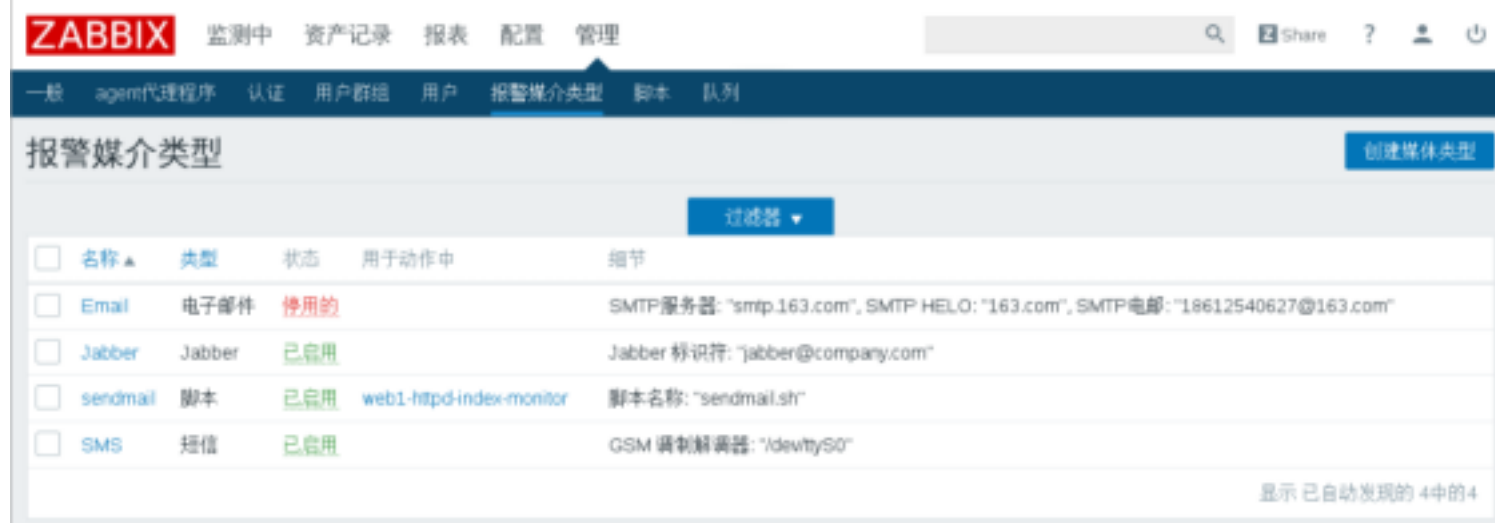 ZABBIX 监测中 资产记录 报表 配置 管理 Z Share ?
一般 agent代理程序 认证 用户群组 用户 报警媒介类型 脚本 队列
报警媒介类型 创建媒体类型
过滤器 ▼
名称▲ 类型 状态 用于动作中 细节
Email 电子邮件 停用的 SMTP服务器: "smtp.163.com", SMTP HELO: "163.com", SMTP电邮: "18612540627@163.com"
Jabber Jabber 已启用 Jabber 标识符: "jabber@company.com"
sendmail 脚本 已启用 web1-httpd-index-monitor 脚本名称: "sendmail.sh"
SMS 短信 已启用 GSM 调制解调器: "/dev/ttyS0"
显示 已自动发现的 4中的4